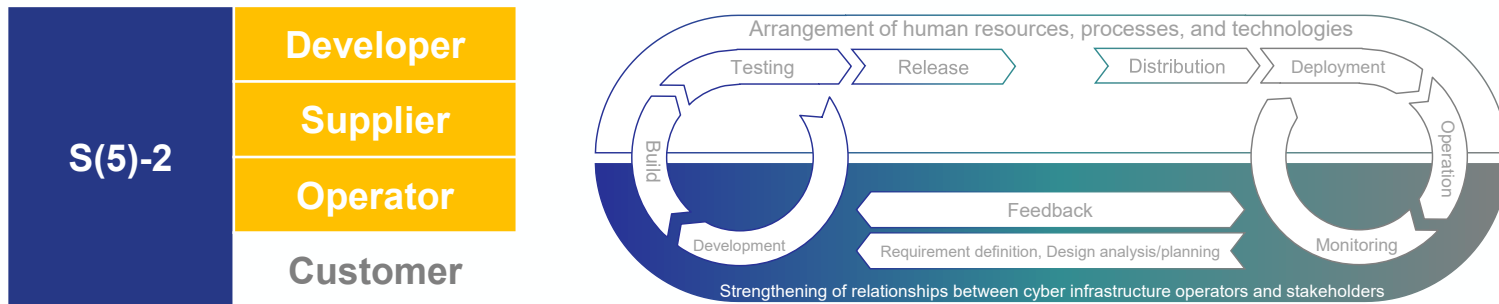 S(5)-2
Developer
Supplier
Operator
Customer
Arrangement of human resources, processes, and technologies
Testing
Release
Distribution
Deployment
Build
Operation
Feedback
Development
Requirement definition, Design analysis/planning
Monitoring
Strengthening of relationships between cyber infrastructure operators and stakeholders